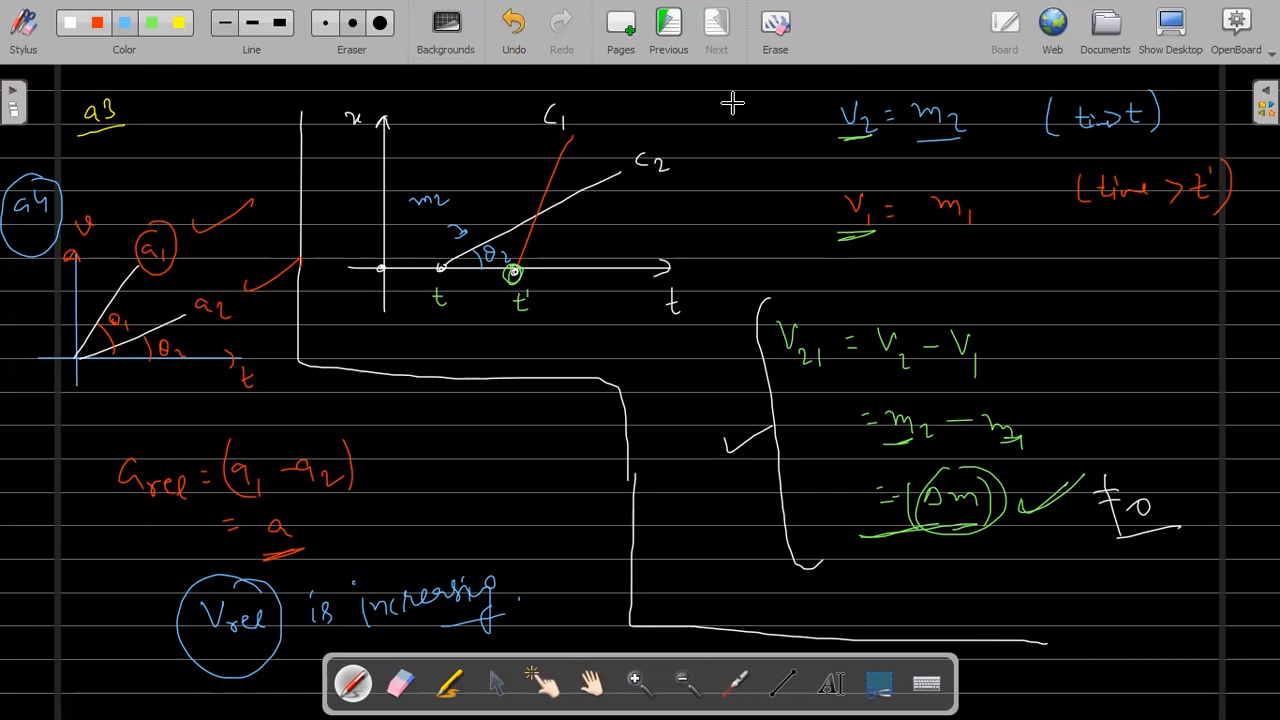 Stylus
Color
Line
Eraser
Backgrounds
Undo
Redo
Pages
Previous
Next
Erase
Board
Web
Documents
Show Desktop
OpenBoard
a3
a4
v
a1
a2
θ1
θ2
t
x
C1
C2
m2
θ2
t
t'
t
V2 = m2 (time > t)
V1 = m1 (time > t')
V21 = V2 - V1
= m2 - m1
= (Δm) ≠ 0
arel = (a1 - a2)
= a
Vrel is increasing.
AI